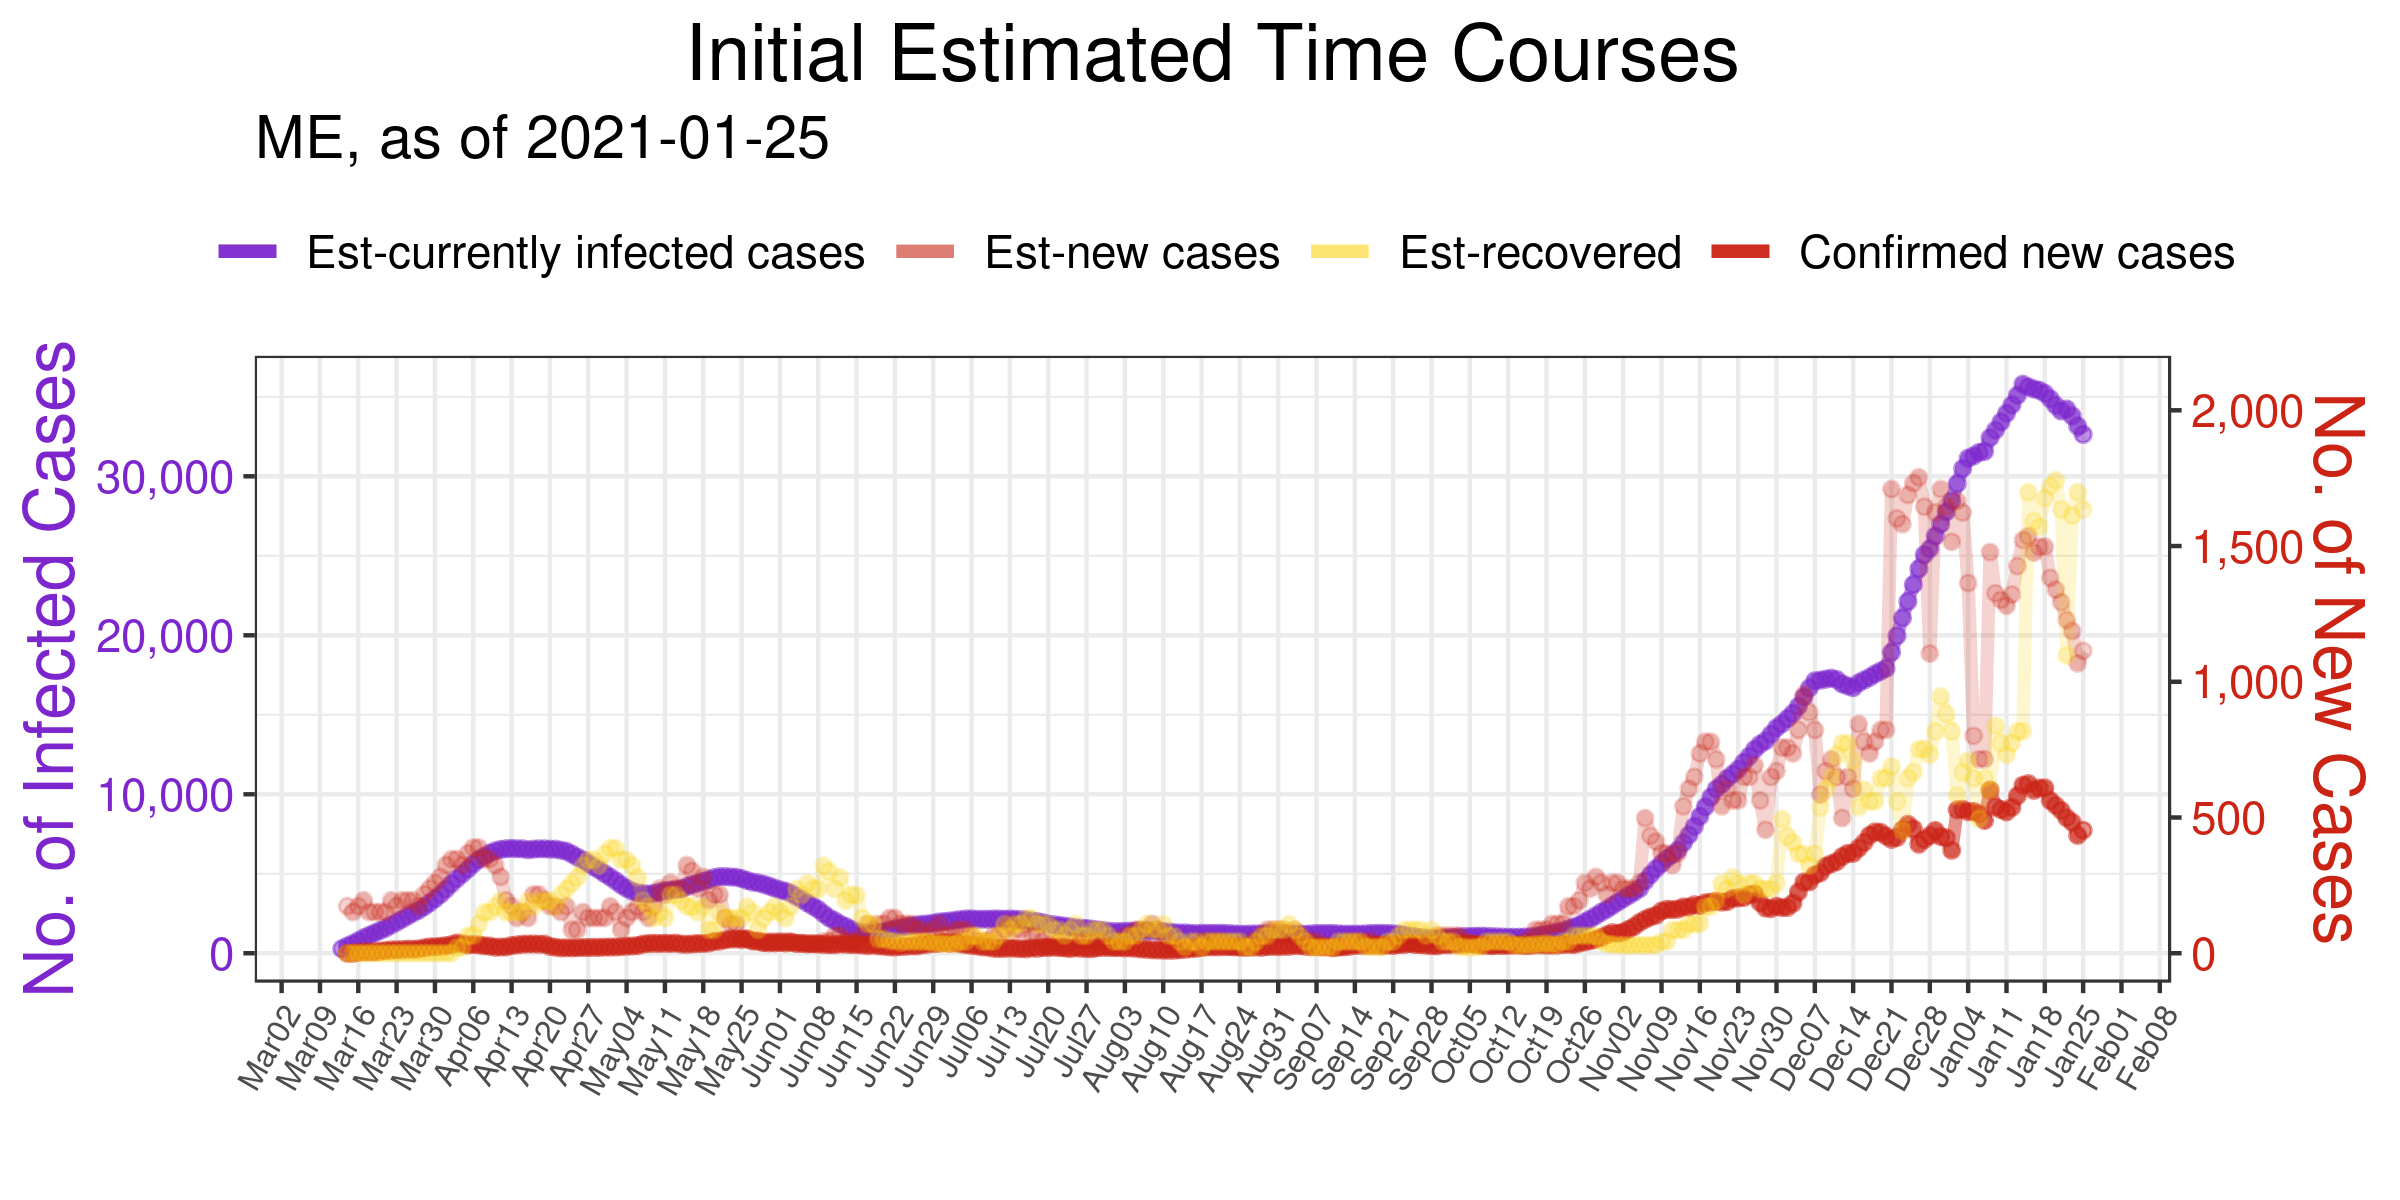 Initial Estimated Time Courses
ME, as of 2021-01-25
Est-currently infected cases
Est-new cases
Est-recovered
Confirmed new cases
No. of Infected Cases
30,000
20,000
10,000
0
2,000
1,500
1,000
500
0
No. of New Cases
Mar02
Mar09
Mar16
Mar23
Mar30
Apr06
Apr13
Apr20
Apr27
May04
May11
May18
May25
Jun01
Jun08
Jun15
Jun22
Jun29
Jul06
Jul13
Jul20
Jul27
Aug03
Aug10
Aug17
Aug24
Aug31
Sep07
Sep14
Sep21
Sep28
Oct05
Oct12
Oct19
Oct26
Nov02
Nov09
Nov16
Nov23
Nov30
Dec07
Dec14
Dec21
Dec28
Jan04
Jan11
Jan18
Jan25
Feb01
Feb08